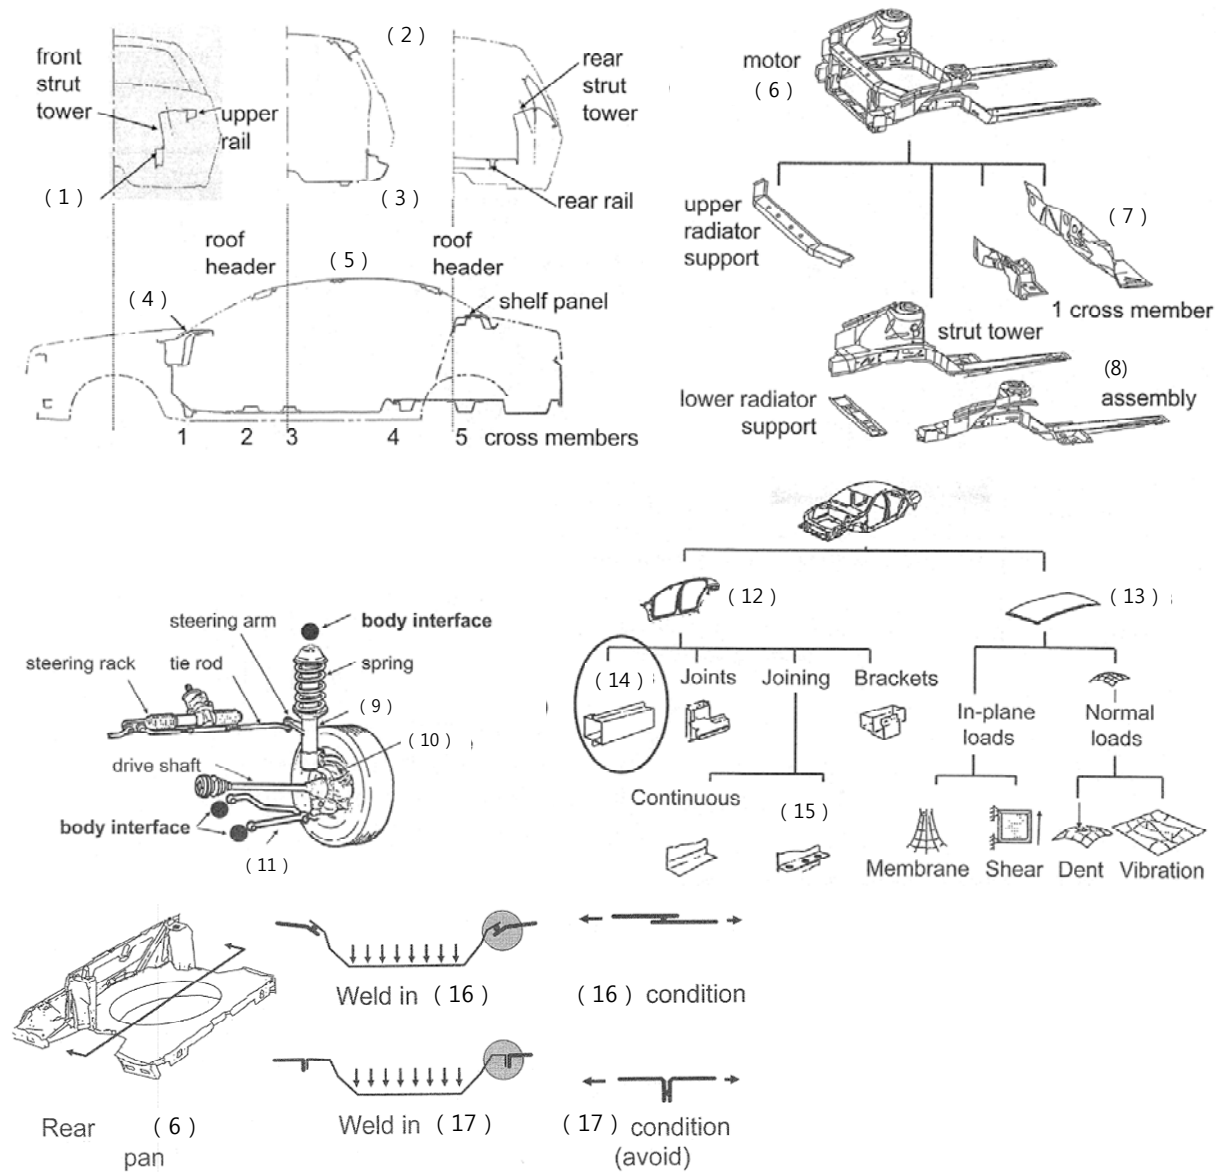 ( 2 )
front
strut
tower
upper
rail
( 1 )
( 3 )
rear
strut
tower
rear rail
roof
header
( 5 )
roof
header
( 4 )
shelf panel
1 2 3 4 5 cross members
motor
( 6 )
upper
radiator
support
( 7 )
1 cross member
strut tower
(8)
assembly
lower radiator
support
steering arm
body interface
steering rack
tie rod
spring
( 9 )
( 10 )
drive shaft
body interface
( 11 )
( 12 )
( 13 )
( 14 )
Joints
Joining
Brackets
In-plane
loads
Normal
loads
Continuous
( 15 )
Membrane
Shear
Dent
Vibration
Weld in ( 16 )
( 16 ) condition
Rear ( 6 )
pan
Weld in ( 17 )
( 17 ) condition
(avoid)